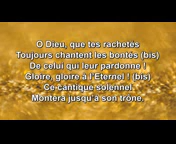 O Dieu, que tes rachetés
Toujours chantent les bontés (bis)
De celui qui leur pardonne !
Gloire, gloire à l'Eternel ! (bis)
Ce cantique solennel
Montera jusqu'à son trône.